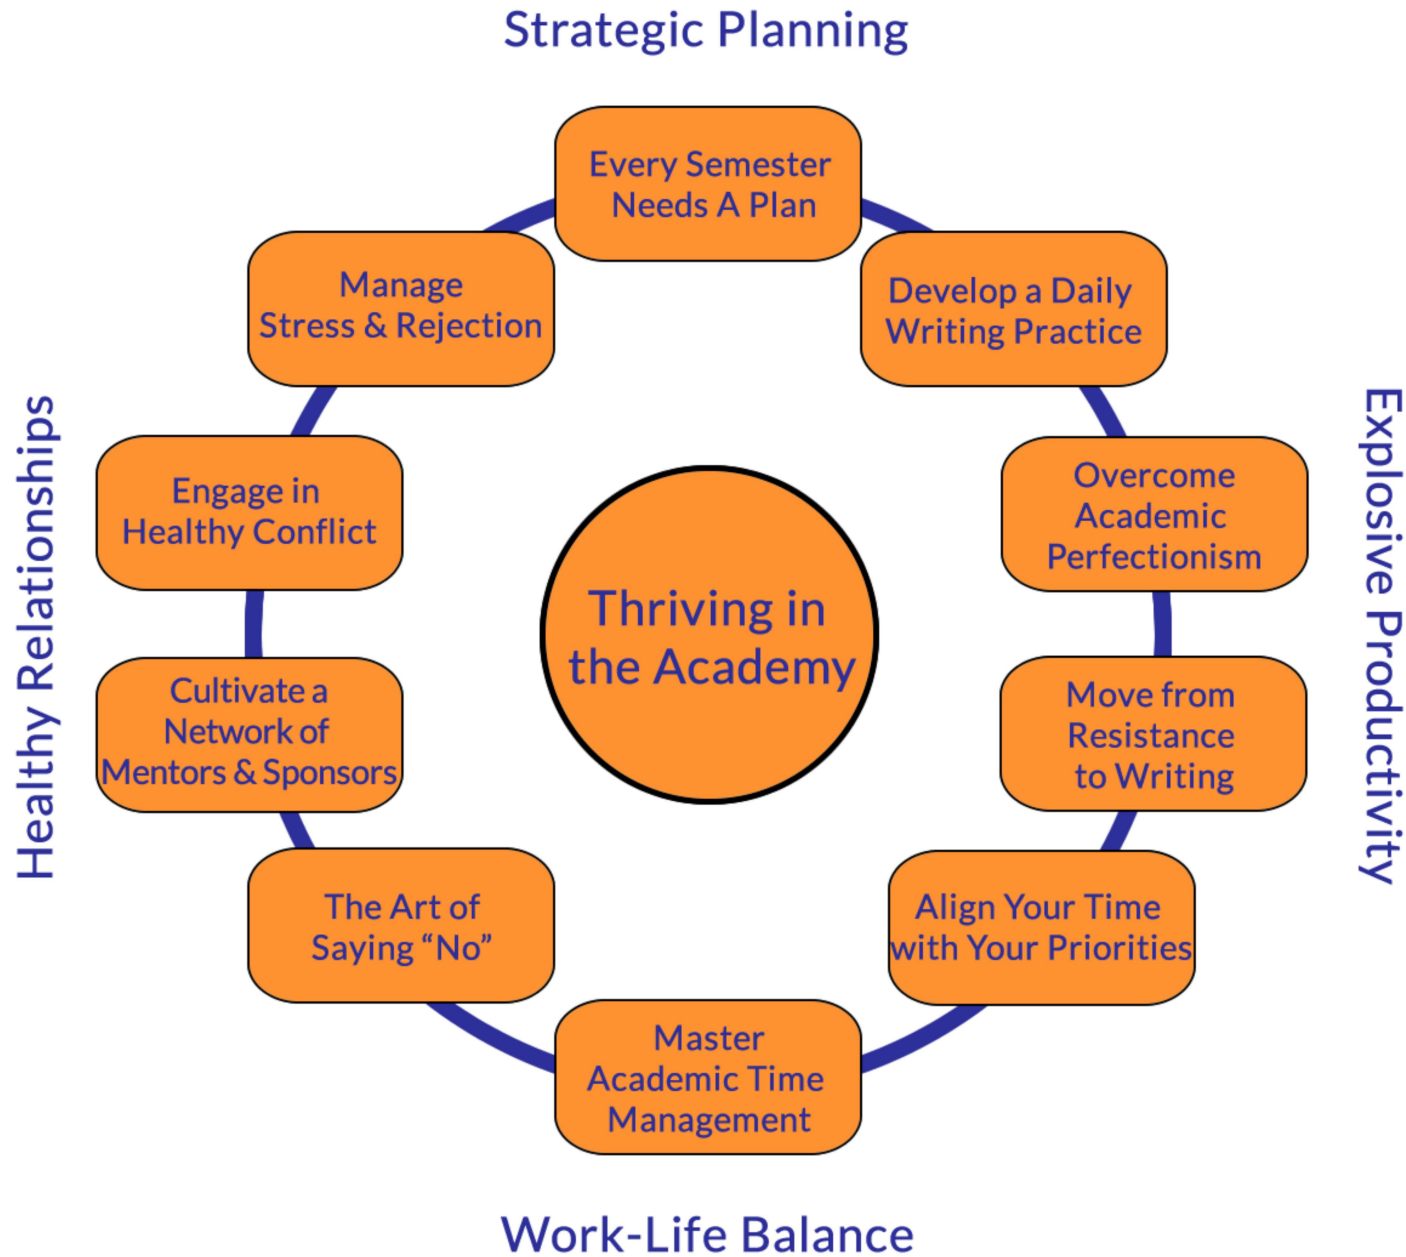 Strategic Planning
Every Semester
Needs A Plan
Develop a Daily
Writing Practice
Overcome
Academic
Perfectionism
Move from
Resistance
to Writing
Align Your Time
with Your Priorities
Master
Academic Time
Management
The Art of
Saying “No”
Cultivate a
Network of
Mentors & Sponsors
Engage in
Healthy Conflict
Manage
Stress & Rejection
Thriving in
the Academy
Explosive Productivity
Work-Life Balance
Healthy Relationships